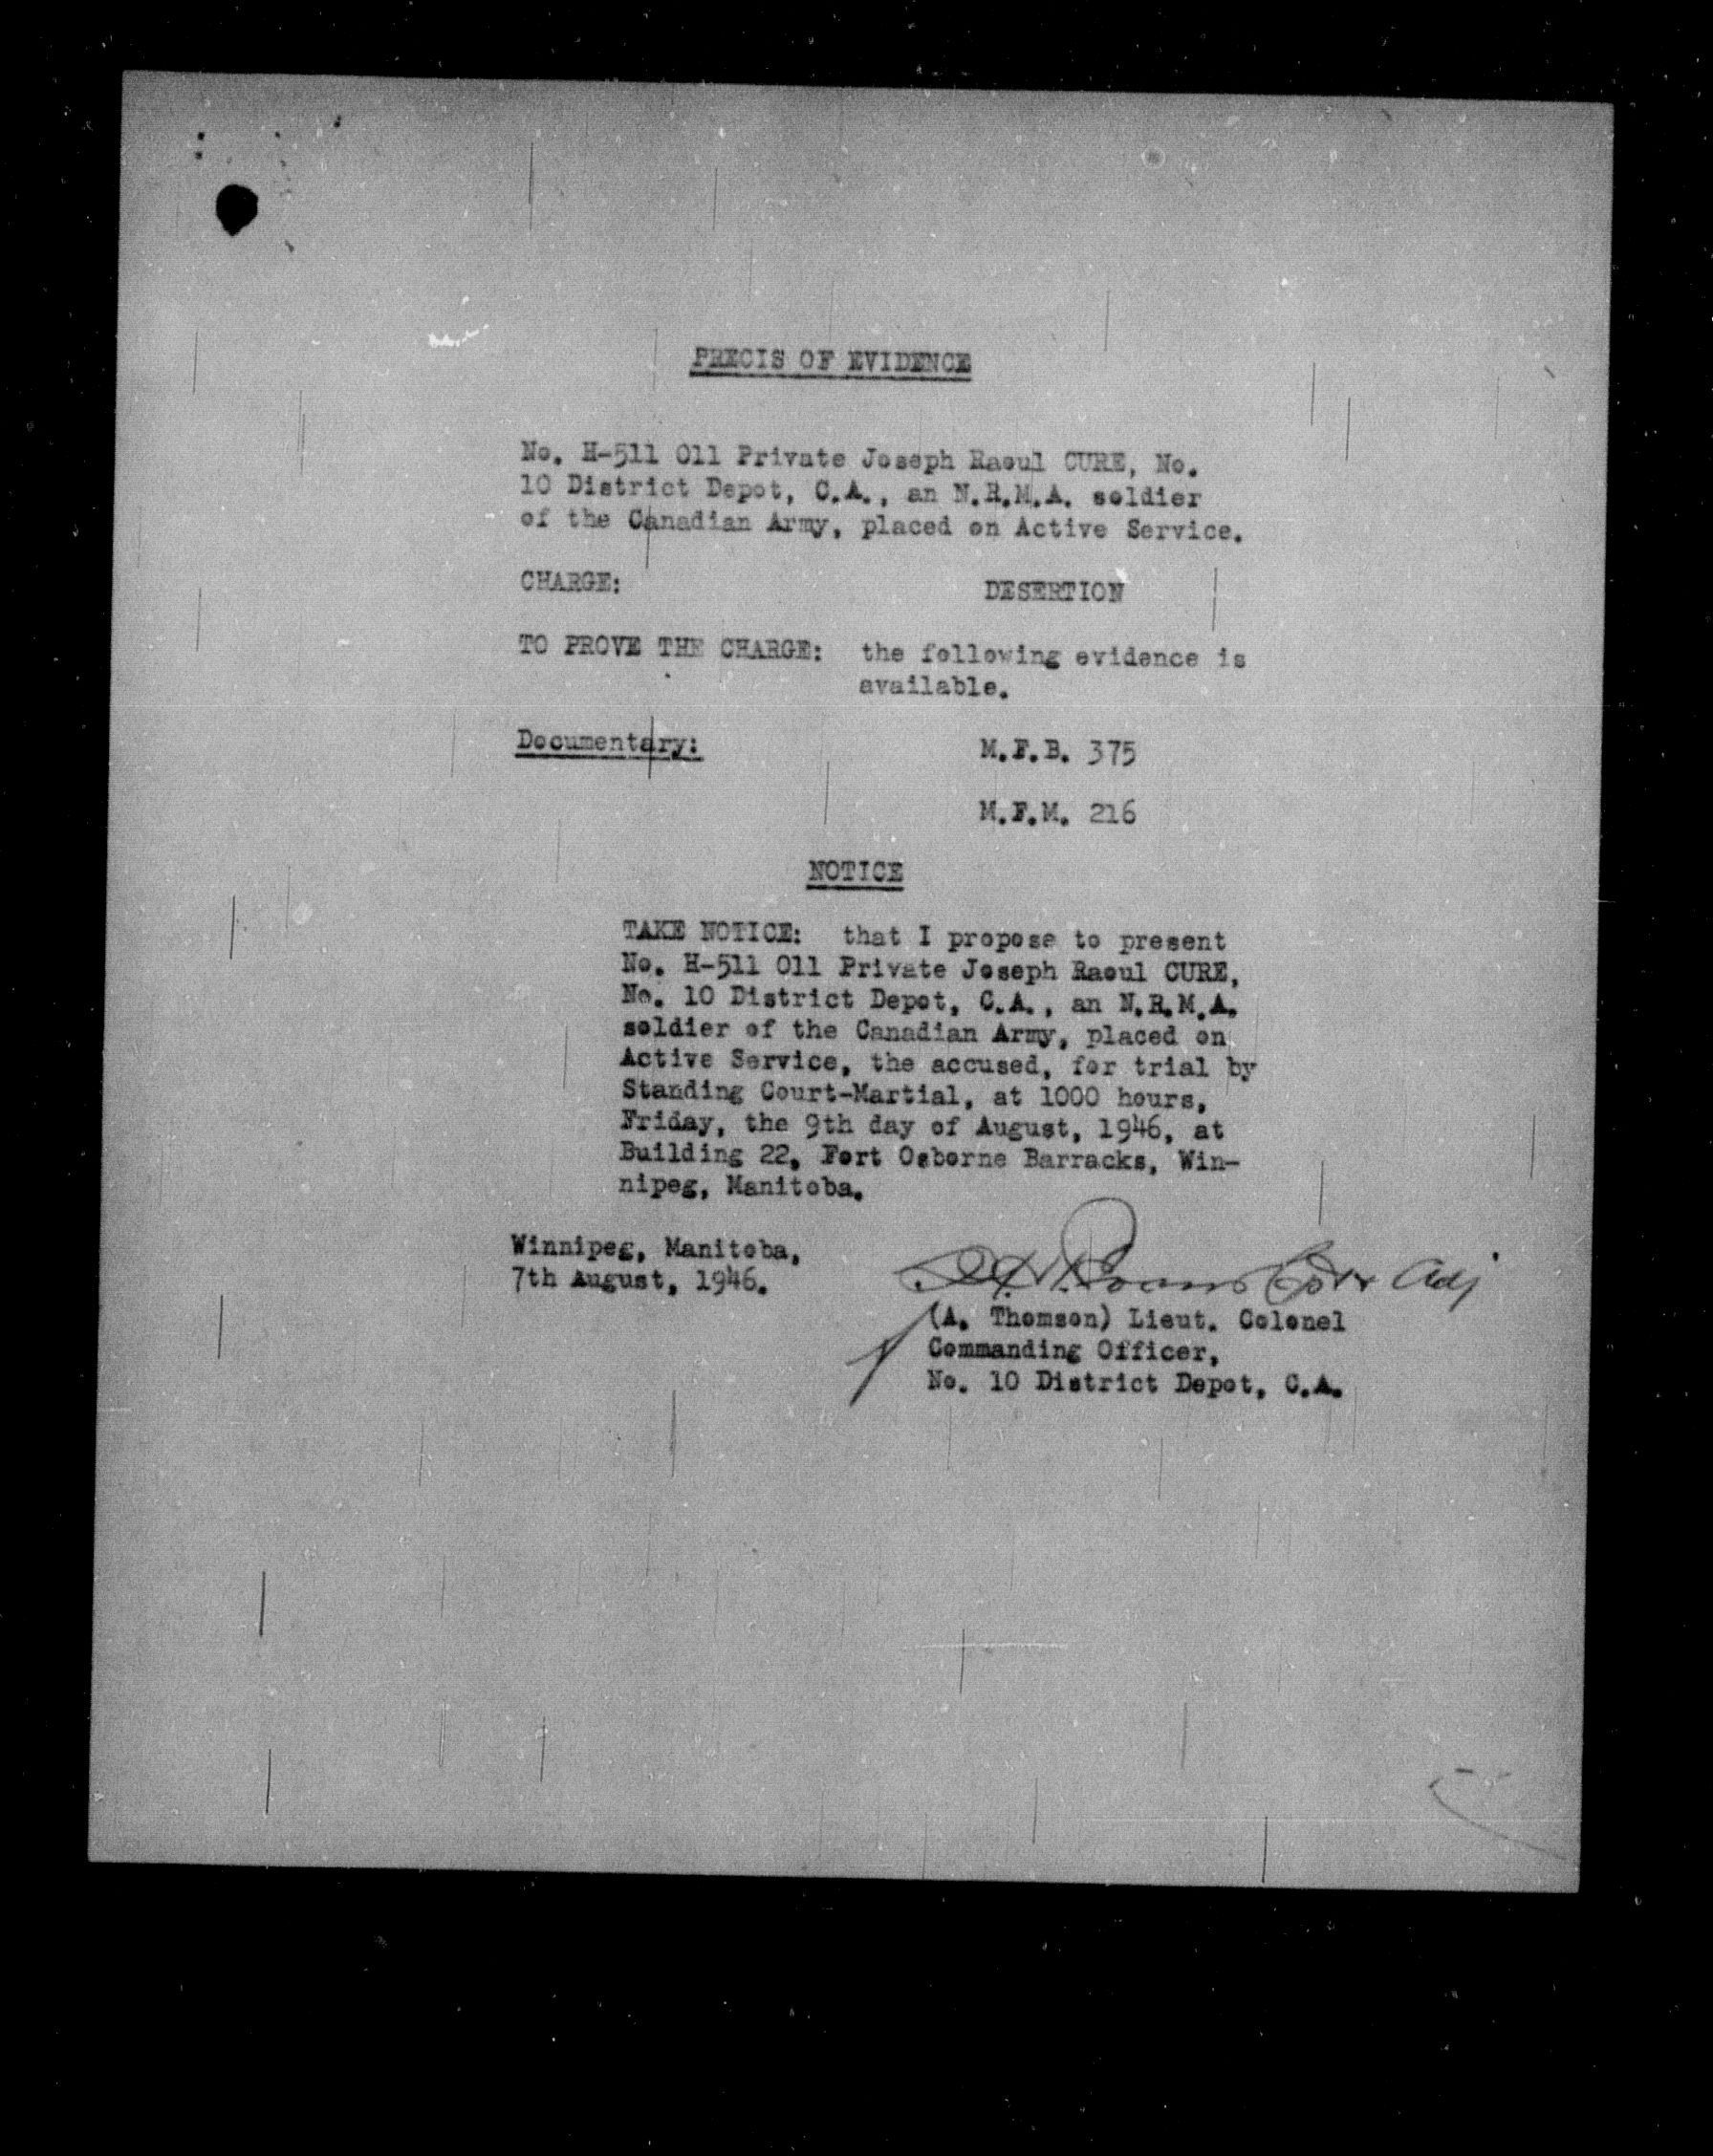 PRECIS OF EVIDENCE
No. H-511 011 Private Joseph Raoul CURE, No.
10 District Depot, C.A., an N.R.M.A. soldier
of the Canadian Army, placed on Active Service.
CHARGE: DESERTION
TO PROVE THE CHARGE: the following evidence is
available.
Documentary: M.F.B. 375
M.F.M. 216
NOTICE
TAKE NOTICE: that I propose to present
No. H-511 011 Private Joseph Raoul CURE,
No. 10 District Depot, C.A., an N.R.M.A.
soldier of the Canadian Army, placed on
Active Service, the accused, for trial by
Standing Court-Martial, at 1000 hours,
Friday, the 9th day of August, 1946, at
Building 22, Fort Osborne Barracks, Win-
nipeg, Manitoba.
Winnipeg, Manitoba,
7th August, 1946.
Adj
(A. Thomson) Lieut. Colonel
Commanding Officer,
No. 10 District Depot, C.A.